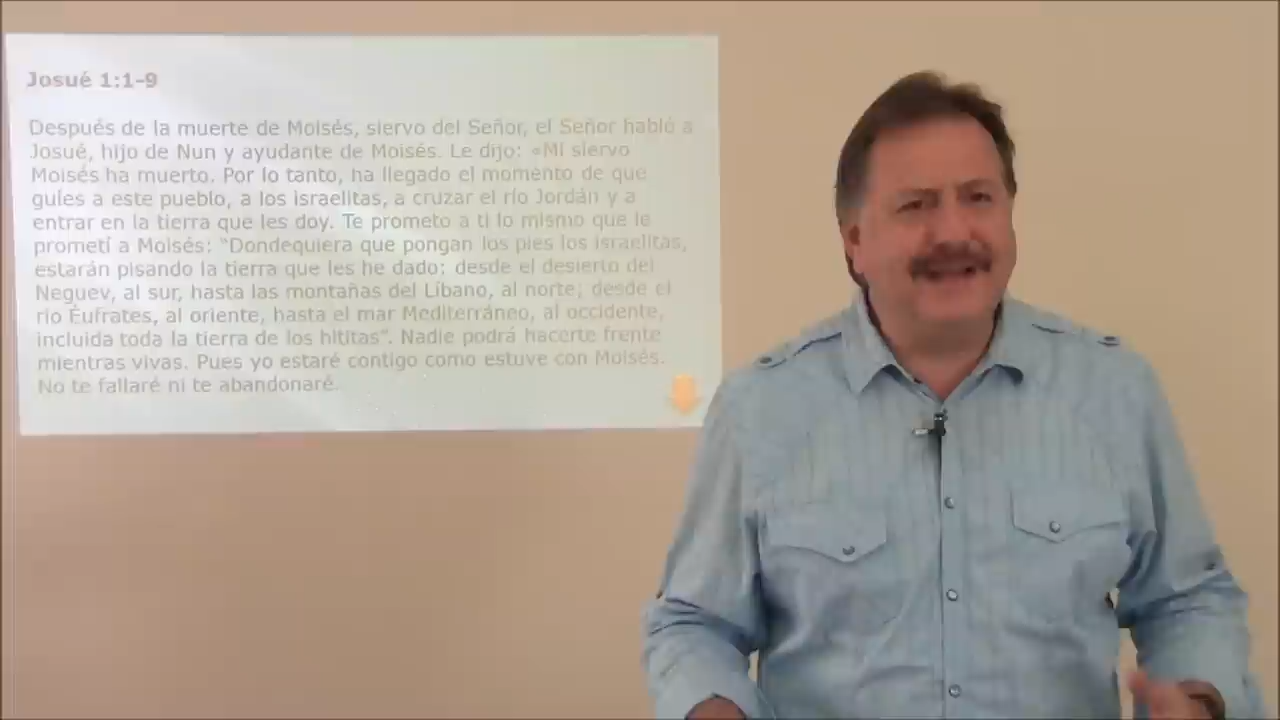 Josué 1:1-9
Después de la muerte de Moisés, siervo del Señor, el Señor habló a
Josué, hijo de Nun y ayudante de Moisés. Le dijo: «Mi siervo
Moisés ha muerto. Por lo tanto, ha llegado el momento de que
guíes a este pueblo, a los israelitas, a cruzar el río Jordán y a
entrar en la tierra que les doy. Te prometo a ti lo mismo que le
prometí a Moisés: “Dondequiera que pongan los pies los israelitas,
estarán pisando la tierra que les he dado: desde el desierto del
Neguev, al sur, hasta las montañas del Líbano, al norte; desde el
río Éufrates, al oriente, hasta el mar Mediterráneo, al occidente,
incluida toda la tierra de los hititas”. Nadie podrá hacerte frente
mientras vivas. Pues yo estaré contigo como estuve con Moisés.
No te fallaré ni te abandonaré.